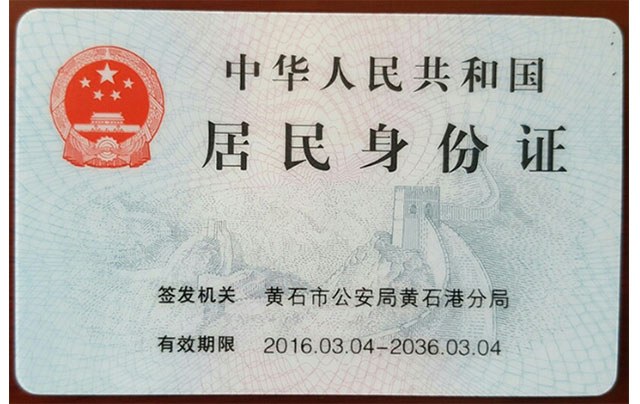 中华人民共和国
居民身份证
签发机关 黄石市公安局黄石港分局
有效期限 2016.03.04-2036.03.04